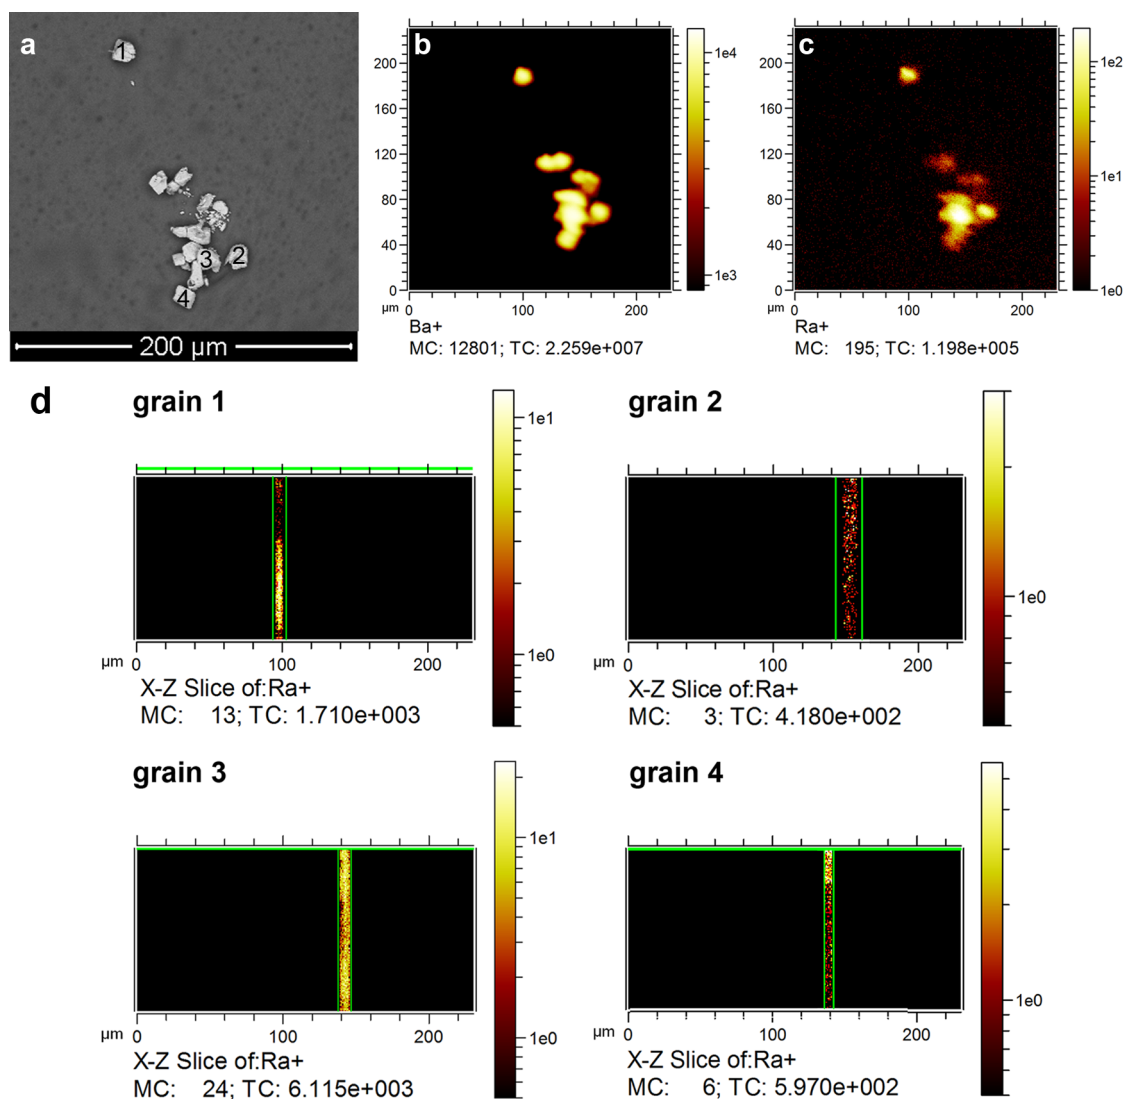 a
1
2
3
4
200 µm
b
200
160
120
80
40
0
µm 0 100 200
1e4
1e3
Ba+
MC: 12801; TC: 2.259e+007
c
200
160
120
80
40
0
µm 0 100 200
1e2
1e1
1e0
Ra+
MC: 195; TC: 1.198e+005
d
grain 1
1e1
1e0
µm 0 100 200
X-Z Slice of:Ra+
MC: 13; TC: 1.710e+003
grain 2
1e0
µm 0 100 200
X-Z Slice of:Ra+
MC: 3; TC: 4.180e+002
grain 3
1e1
1e0
µm 0 100 200
X-Z Slice of:Ra+
MC: 24; TC: 6.115e+003
grain 4
1e0
µm 0 100 200
X-Z Slice of:Ra+
MC: 6; TC: 5.970e+002